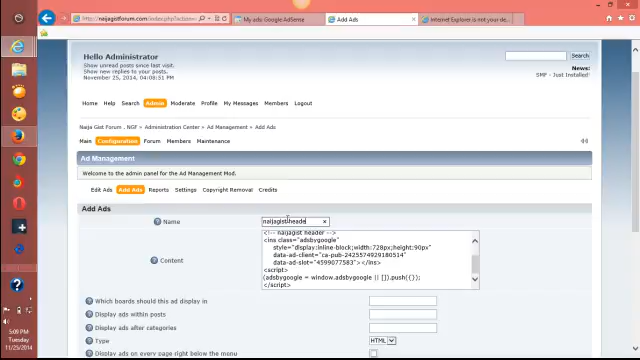 http://naijagistforum.com/index.php?action=
My ads: Google AdSense
Add Ads
Internet Explorer is not your de...
Hello Administrator
Show unread posts since last visit.
Show new replies to your posts.
November 25, 2014, 04:08:51 PM
Search
News:
SMF - Just Installed!
Home Help Search Admin Moderate Profile My Messages Members Logout
Naija Gist Forum . NGF » Administration Center » Ad Management » Add Ads
Main Configuration Forum Members Maintenance
Ad Management
Welcome to the admin panel for the Ad Management Mod.
Edit Ads Add Ads Reports Settings Copyright Removal Credits
Add Ads
Name
naijagist heade
Content
<!-- naijagist header -->
<ins class="adsbygoogle"
style="display:inline-block;width:728px;height:90px"
data-ad-client="ca-pub-2425574929180514"
data-ad-slot="4599077583"></ins>
<script>
(adsbygoogle = window.adsbygoogle || []).push({});
</script>
Which boards should this ad display in
Display ads within posts
Display ads after categories
Type
HTML
Display ads on every page right below the menu
5:09 PM
Tuesday
11/25/2014